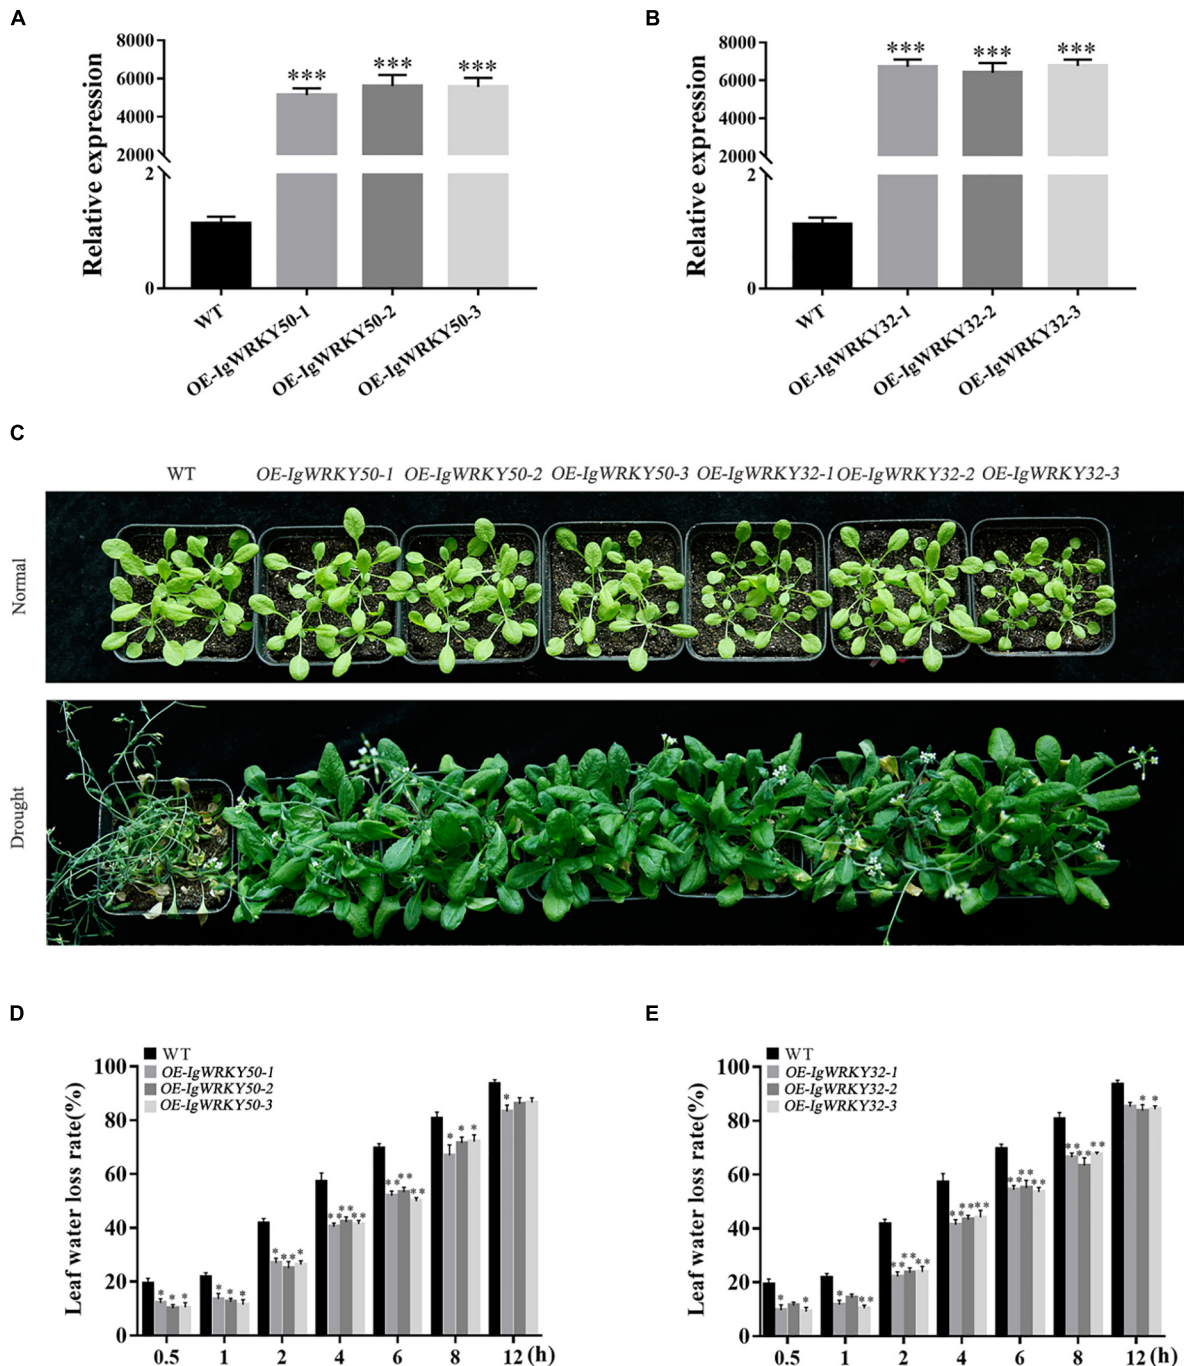 A
8000
6000
4000
2000
2
0
Relative expression
***
***
***
WT
OE-IgWRKY50-1
OE-IgWRKY50-2
OE-IgWRKY50-3
B
8000
6000
4000
2000
2
0
Relative expression
***
***
***
WT
OE-IgWRKY32-1
OE-IgWRKY32-2
OE-IgWRKY32-3
C
WT OE-IgWRKY50-1 OE-IgWRKY50-2 OE-IgWRKY50-3 OE-IgWRKY32-1 OE-IgWRKY32-2 OE-IgWRKY32-3
Normal
Drought
D
WT
OE-IgWRKY50-1
OE-IgWRKY50-2
OE-IgWRKY50-3
Leaf water loss rate(%)
100
80
60
40
20
0
* * *
* * *
* ** *
** ** **
** ** **
* * *
*
0.5 1 2 4 6 8 12 (h)
E
WT
OE-IgWRKY32-1
OE-IgWRKY32-2
OE-IgWRKY32-3
Leaf water loss rate(%)
100
80
60
40
20
0
* *
* **
** ** **
** ** **
** ** **
** ** **
* *
0.5 1 2 4 6 8 12 (h)